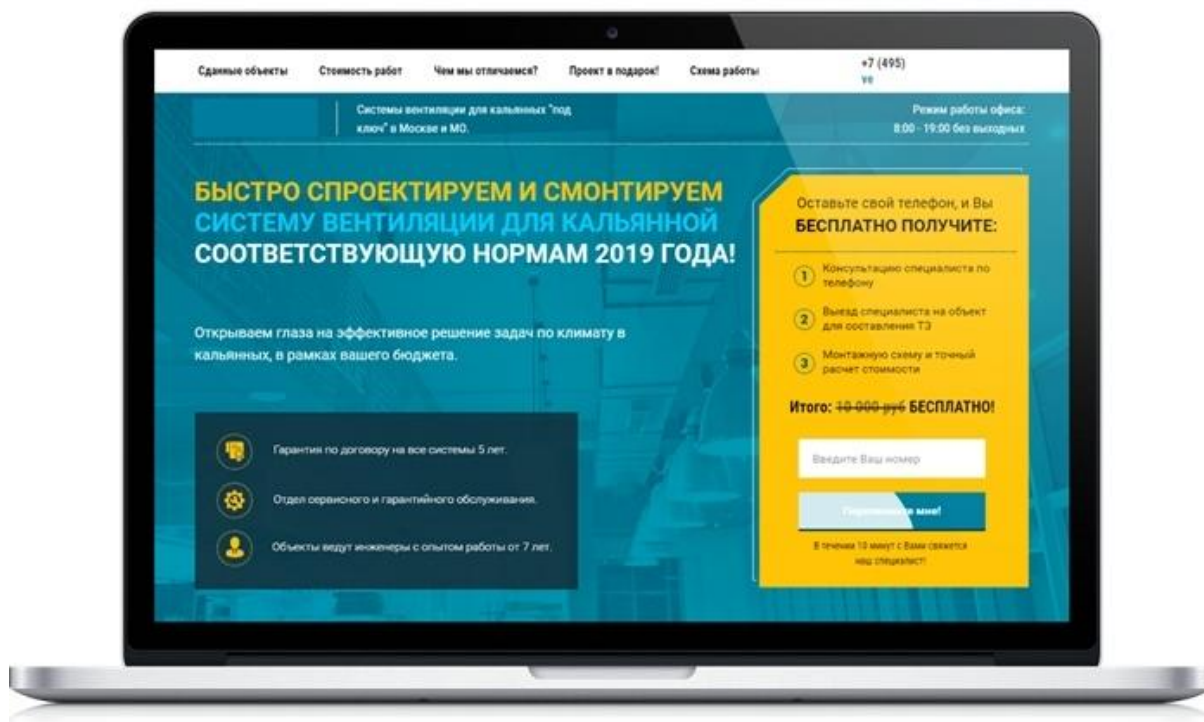 Сданные объекты Стоимость работ Чем мы отличаемся? Проект в подарок! Схема работы +7 (495)
ve
Системы вентиляции для кальянных "под
ключ" в Москве и МО.
Режим работы офиса:
8:00 - 19:00 без выходных
БЫСТРО СПРОЕКТИРУЕМ И СМОНТИРУЕМ
СИСТЕМУ ВЕНТИЛЯЦИИ ДЛЯ КАЛЬЯННОЙ
СООТВЕТСТВУЮЩУЮ НОРМАМ 2019 ГОДА!
Открываем глаза на эффективное решение задач по климату в
кальянных, в рамках вашего бюджета.
Гарантия по договору на все системы 5 лет.
Отдел сервисного и гарантийного обслуживания.
Объекты ведут инженеры с опытом работы от 7 лет.
Оставьте свой телефон, и Вы
БЕСПЛАТНО ПОЛУЧИТЕ:
1 Консультацию специалиста по
телефону
2 Выезд специалиста на объект
для составления ТЗ
3 Монтажную схему и точный
расчет стоимости
Итого: 10 000 руб БЕСПЛАТНО!
Введите Ваш номер
мне!
В течении 10 минут с Вами свяжется
наш специалист!